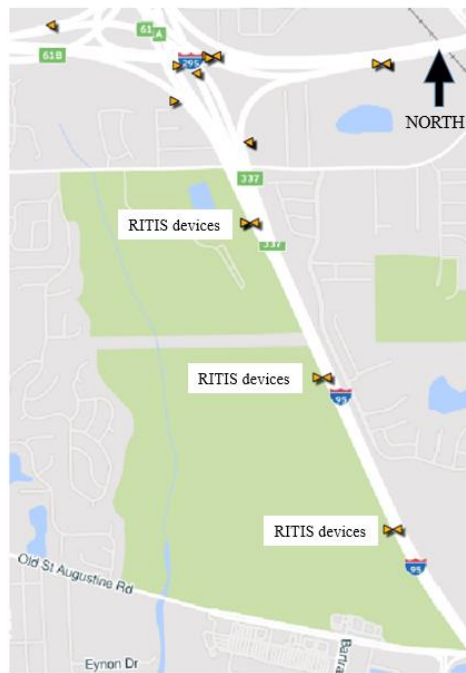 61A
61B
295
NORTH
337
RITIS devices
337
RITIS devices
95
RITIS devices
Old St Augustine Rd
95
Bartra
Eynon Dr